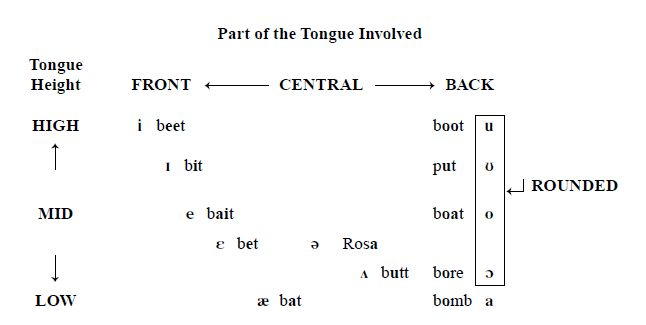 Part of the Tongue Involved
Tongue
Height FRONT ←—— CENTRAL ——→ BACK
HIGH i beet boot u
ɪ bit put ʊ
ROUNDED
MID e bait boat o
ɛ bet ə Rosa
ʌ butt bore ɔ
LOW æ bat bomb a